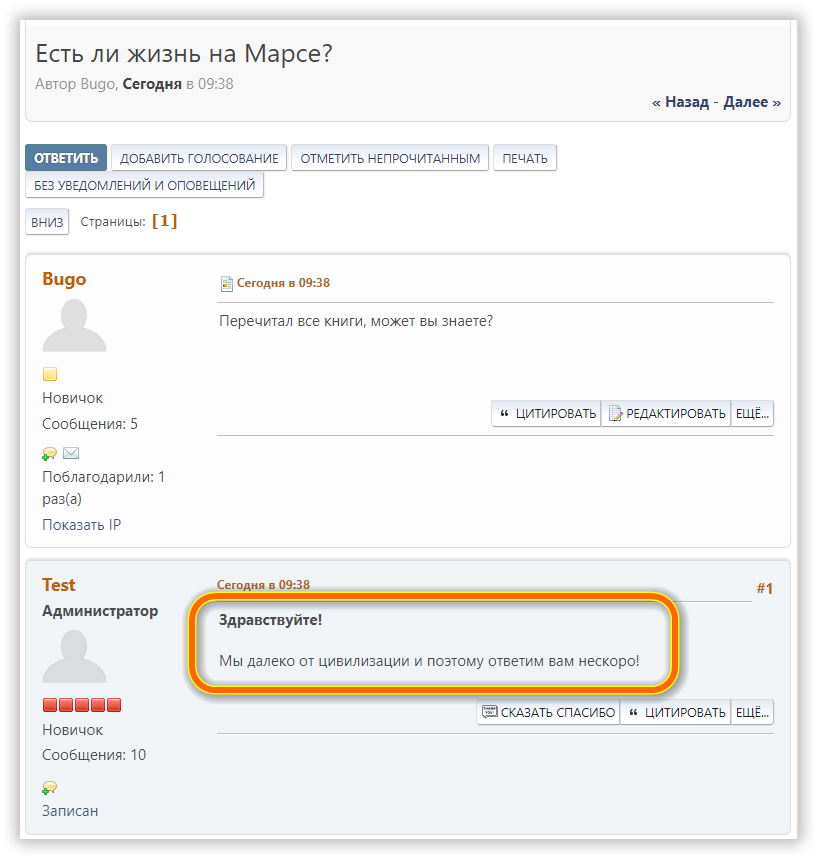 Есть ли жизнь на Марсе?
Автор Bugo, Сегодня в 09:38
« Назад - Далее »
ОТВЕТИТЬ ДОБАВИТЬ ГОЛОСОВАНИЕ ОТМЕТИТЬ НЕПРОЧИТАННЫМ ПЕЧАТЬ
БЕЗ УВЕДОМЛЕНИЙ И ОПОВЕЩЕНИЙ
ВНИЗ Страницы: [1]
Bugo
Сегодня в 09:38
Перечитал все книги, может вы знаете?
Новичок
Сообщения: 5
“ ЦИТИРОВАТЬ РЕДАКТИРОВАТЬ ЕЩЁ...
Поблагодарили: 1
раз(а)
Показать IP
Test
Сегодня в 09:38
#1
Администратор
Здравствуйте!
Мы далеко от цивилизации и поэтому ответим вам нескоро!
Новичок
Сообщения: 10
THANK YOU! СКАЗАТЬ СПАСИБО “ ЦИТИРОВАТЬ ЕЩЁ...
Записан